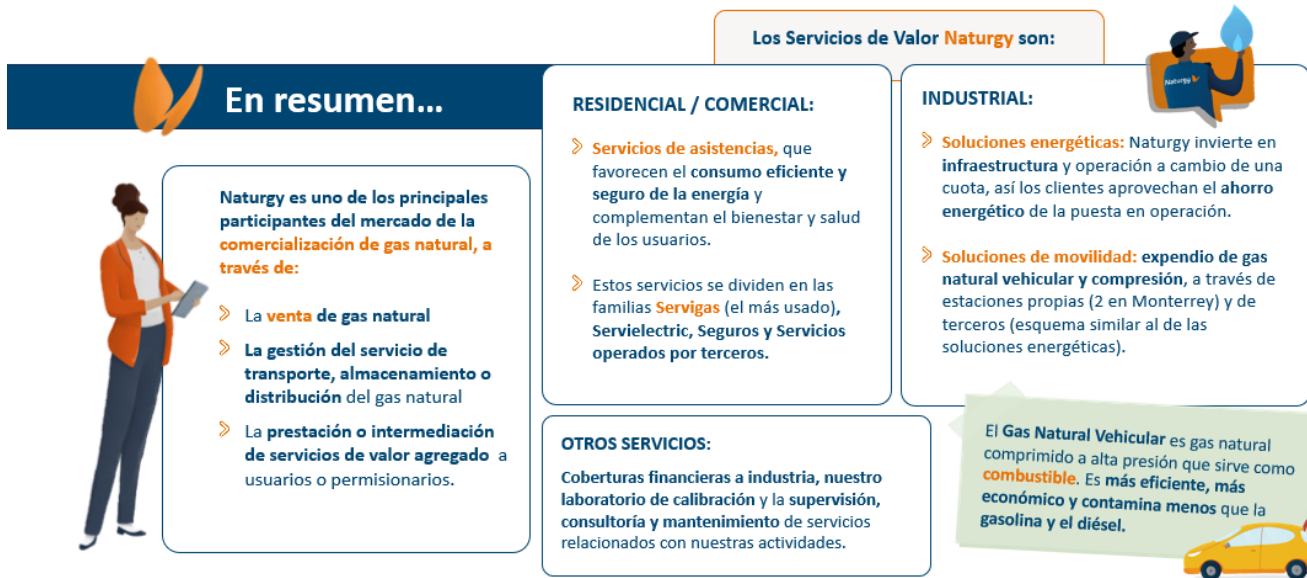 En resumen...
Naturgy es uno de los principales
participantes del mercado de la
comercialización de gas natural, a
través de:
La venta de gas natural
La gestión del servicio de
transporte, almacenamiento o
distribución del gas natural
La prestación o intermediación
de servicios de valor agregado a
usuarios o permisionarios.
Los Servicios de Valor Naturgy son:
RESIDENCIAL / COMERCIAL:
Servicios de asistencias, que
favorecen el consumo eficiente y
seguro de la energía y
complementan el bienestar y salud
de los usuarios.
Estos servicios se dividen en las
familias Servigas (el más usado),
Servielectric, Seguros y Servicios
operados por terceros.
INDUSTRIAL:
Naturgy
Soluciones energéticas: Naturgy invierte en
infraestructura y operación a cambio de una
cuota, así los clientes aprovechan el ahorro
energético de la puesta en operación.
Soluciones de movilidad: expendio de gas
natural vehicular y compresión, a través de
estaciones propias (2 en Monterrey) y de
terceros (esquema similar al de las
soluciones energéticas).
OTROS SERVICIOS:
Coberturas financieras a industria, nuestro
laboratorio de calibración y la supervisión,
consultoría y mantenimiento de servicios
relacionados con nuestras actividades.
El Gas Natural Vehicular es gas natural
comprimido a alta presión que sirve como
combustible. Es más eficiente, más
económico y contamina menos que la
gasolina y el diésel.